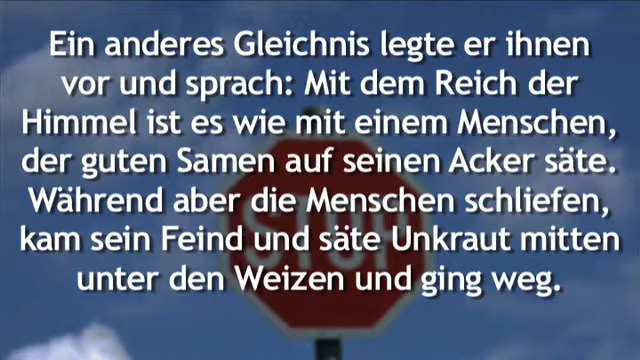 Ein anderes Gleichnis legte er ihnen
vor und sprach: Mit dem Reich der
Himmel ist es wie mit einem Menschen,
der guten Samen auf seinen Acker säte.
Während aber die Menschen schliefen,
kam sein Feind und säte Unkraut mitten
unter den Weizen und ging weg.
STOP